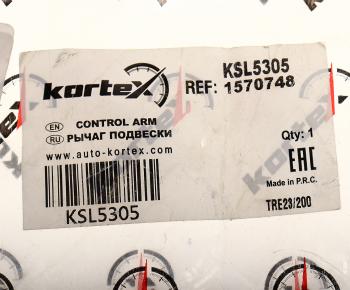 kortex
KSL5305
REF: 1570748
EN CONTROL ARM
RU РЫЧАГ ПОДВЕСКИ
www.auto-kortex.com
Qty: 1
EAC
Made in P.R.C.
KSL5305
TRE23/200